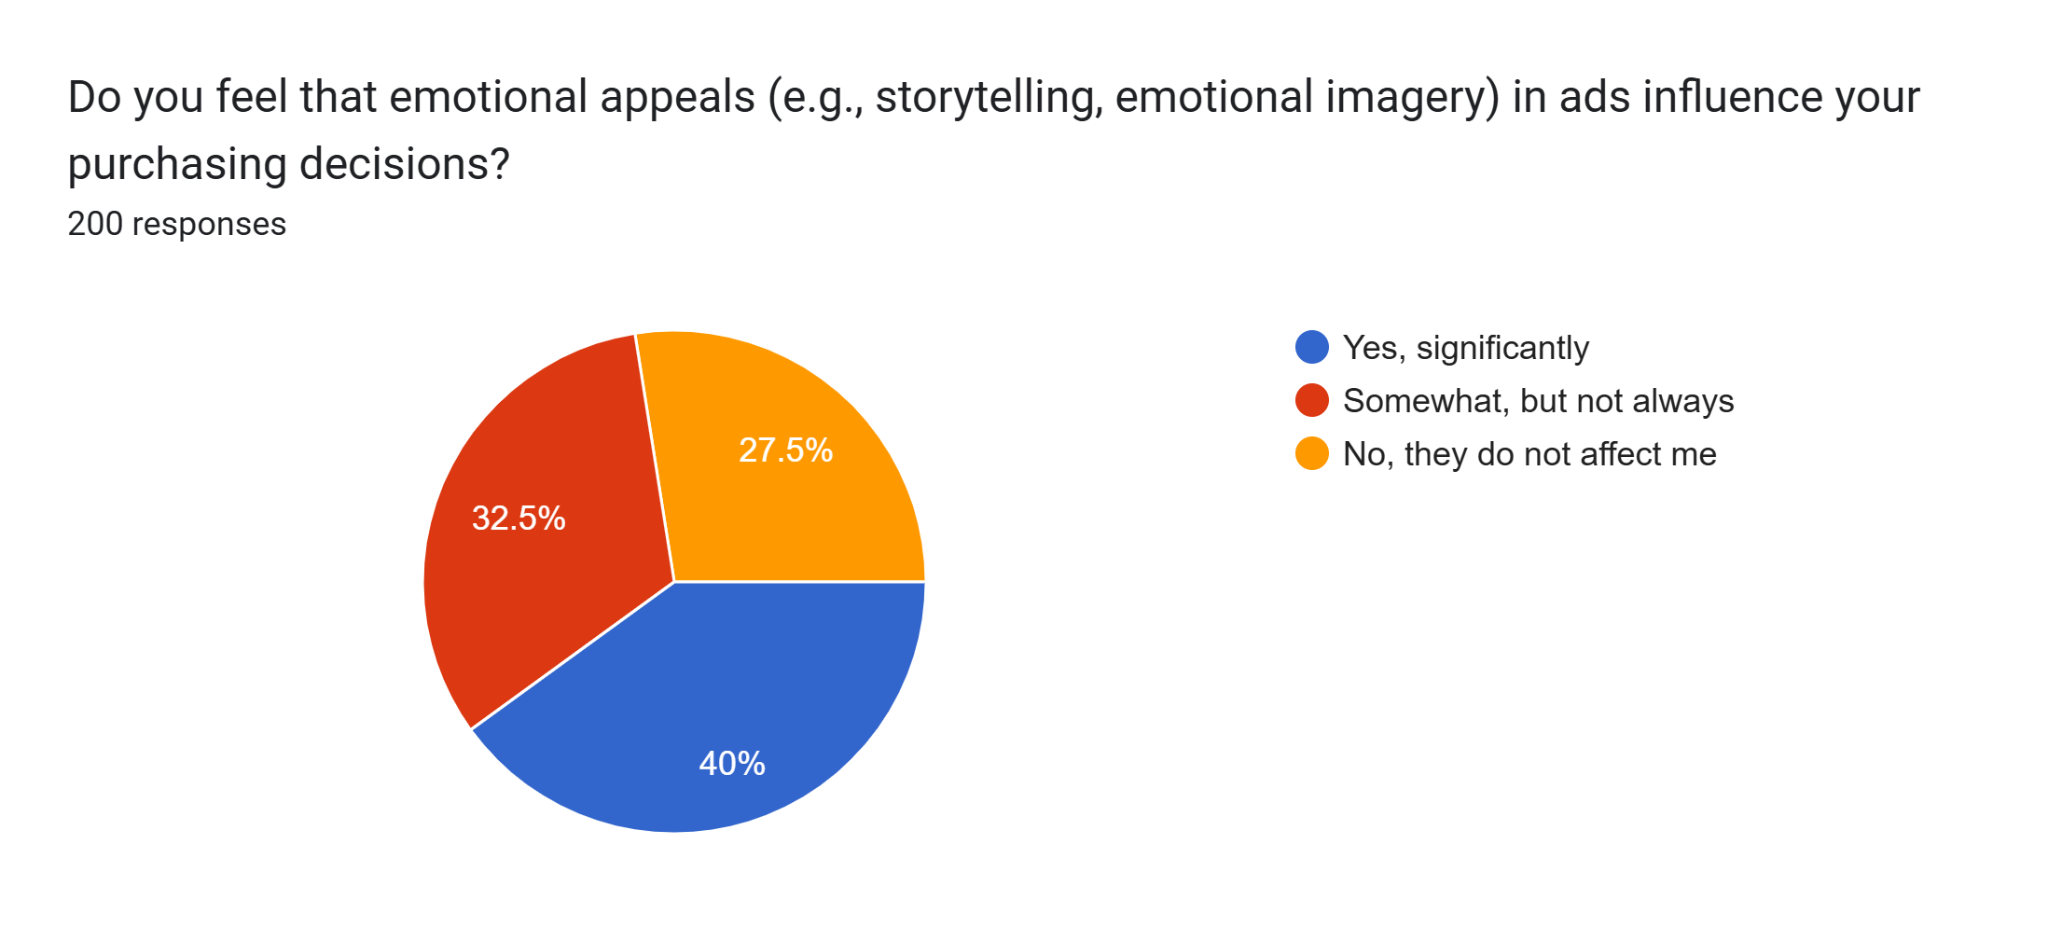 Do you feel that emotional appeals (e.g., storytelling, emotional imagery) in ads influence your
purchasing decisions?
200 responses
Yes, significantly
Somewhat, but not always
No, they do not affect me
27.5%
32.5%
40%